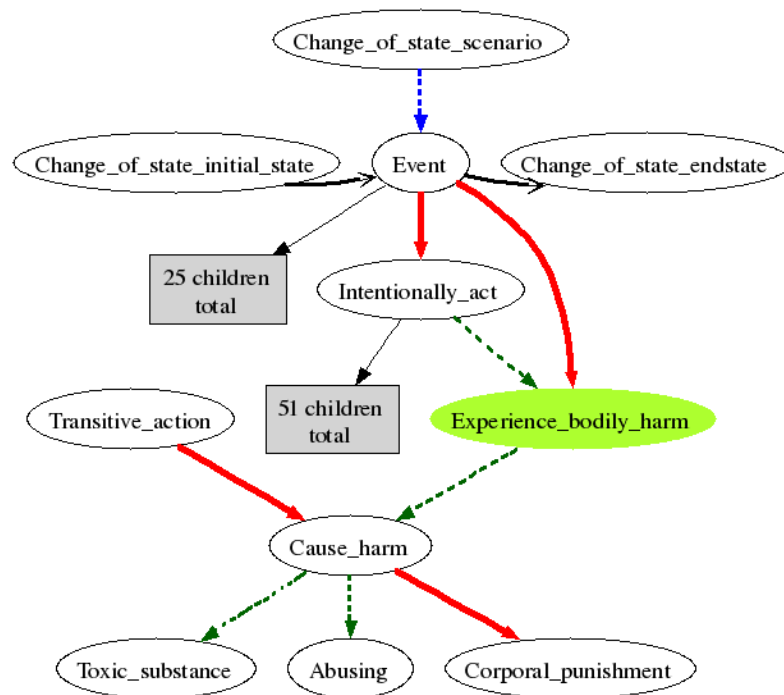 Change_of_state_scenario
Change_of_state_initial_state
Event
Change_of_state_endstate
25 children
total
Intentionally_act
Transitive_action
51 children
total
Experience_bodily_harm
Cause_harm
Toxic_substance
Abusing
Corporal_punishment